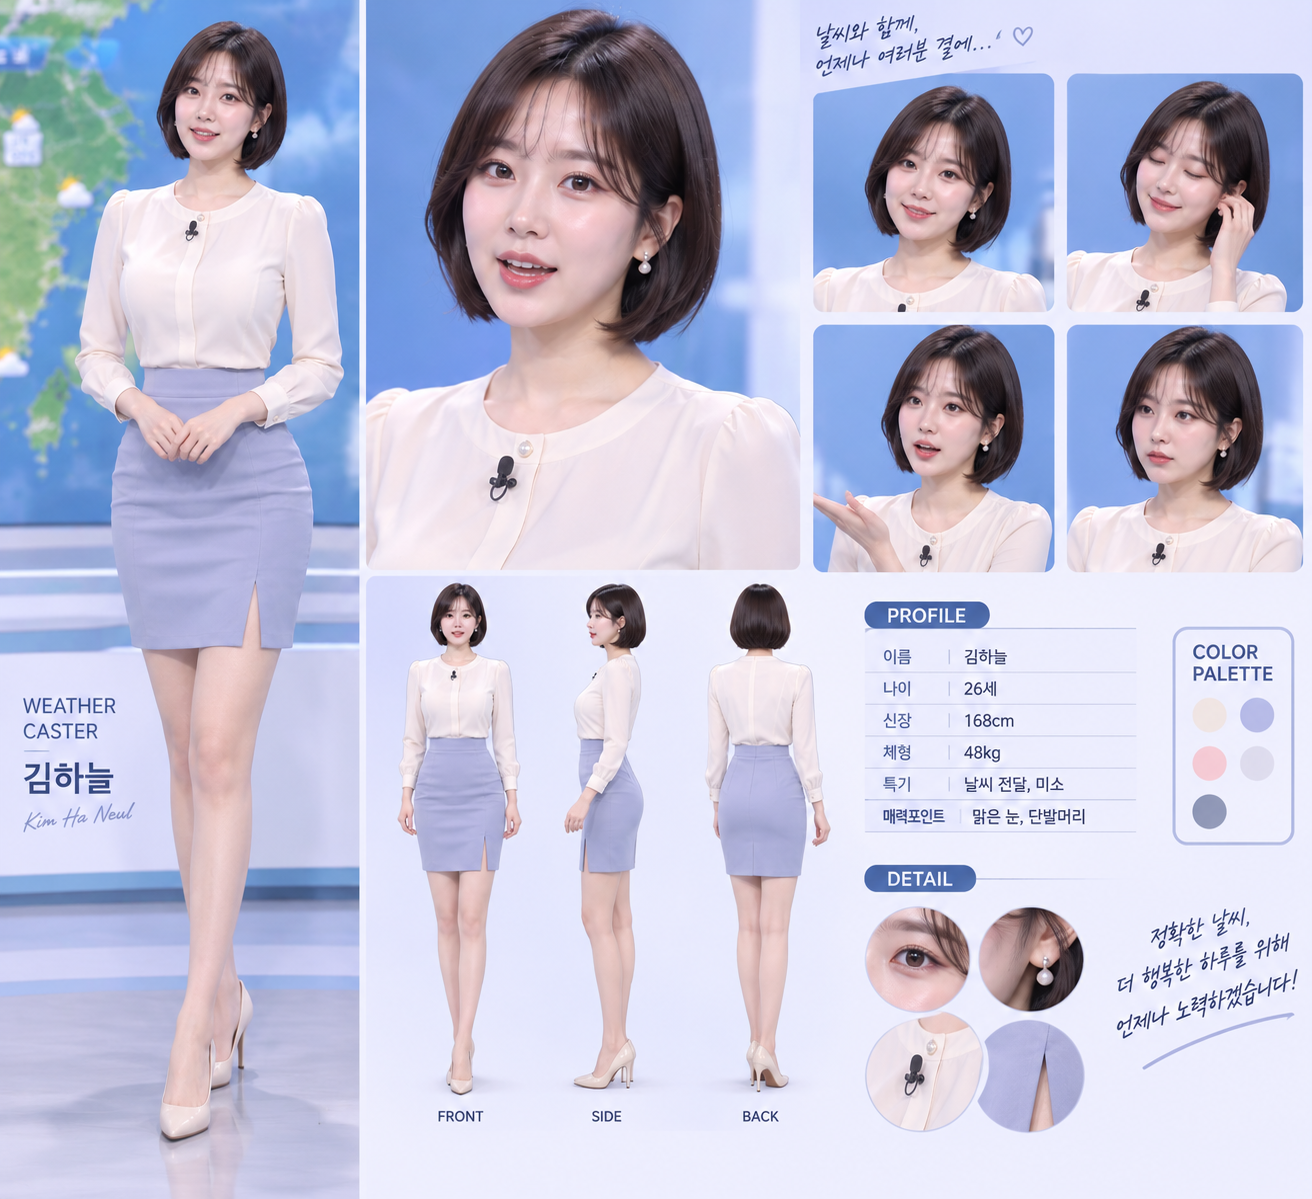 WEATHER
CASTER
김하늘
Kim Ha Neul
날씨와 함께,
언제나 여러분 곁에...
FRONT
SIDE
BACK
PROFILE
이름 김하늘
나이 26세
신장 168cm
체형 48kg
특기 날씨 전달, 미소
매력포인트 맑은 눈, 단발머리
COLOR
PALETTE
DETAIL
정확한 날씨,
더 행복한 하루를 위해
언제나 노력하겠습니다!